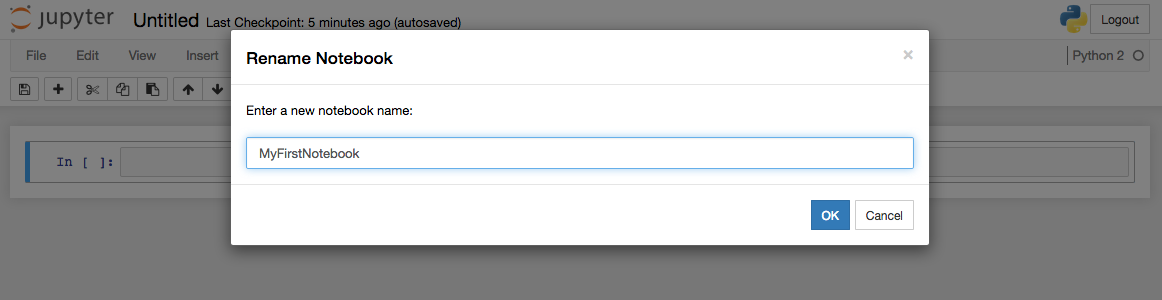 jupyter Untitled Last Checkpoint: 5 minutes ago (autosaved) Logout
Rename Notebook ×
File Edit View Insert Python 2
Enter a new notebook name:
In [ ]: MyFirstNotebook
OK Cancel